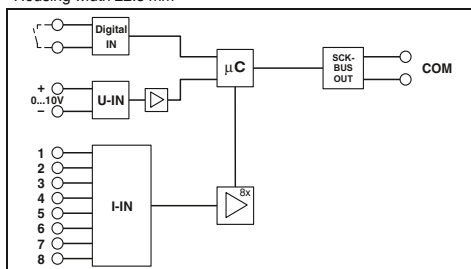 Housing width 22.5 mm
Digital
IN
+
0...10V
−
U-IN
µC
SCK-
BUS
OUT
COM
1
2
3
4
5
6
7
8
I-IN
8x